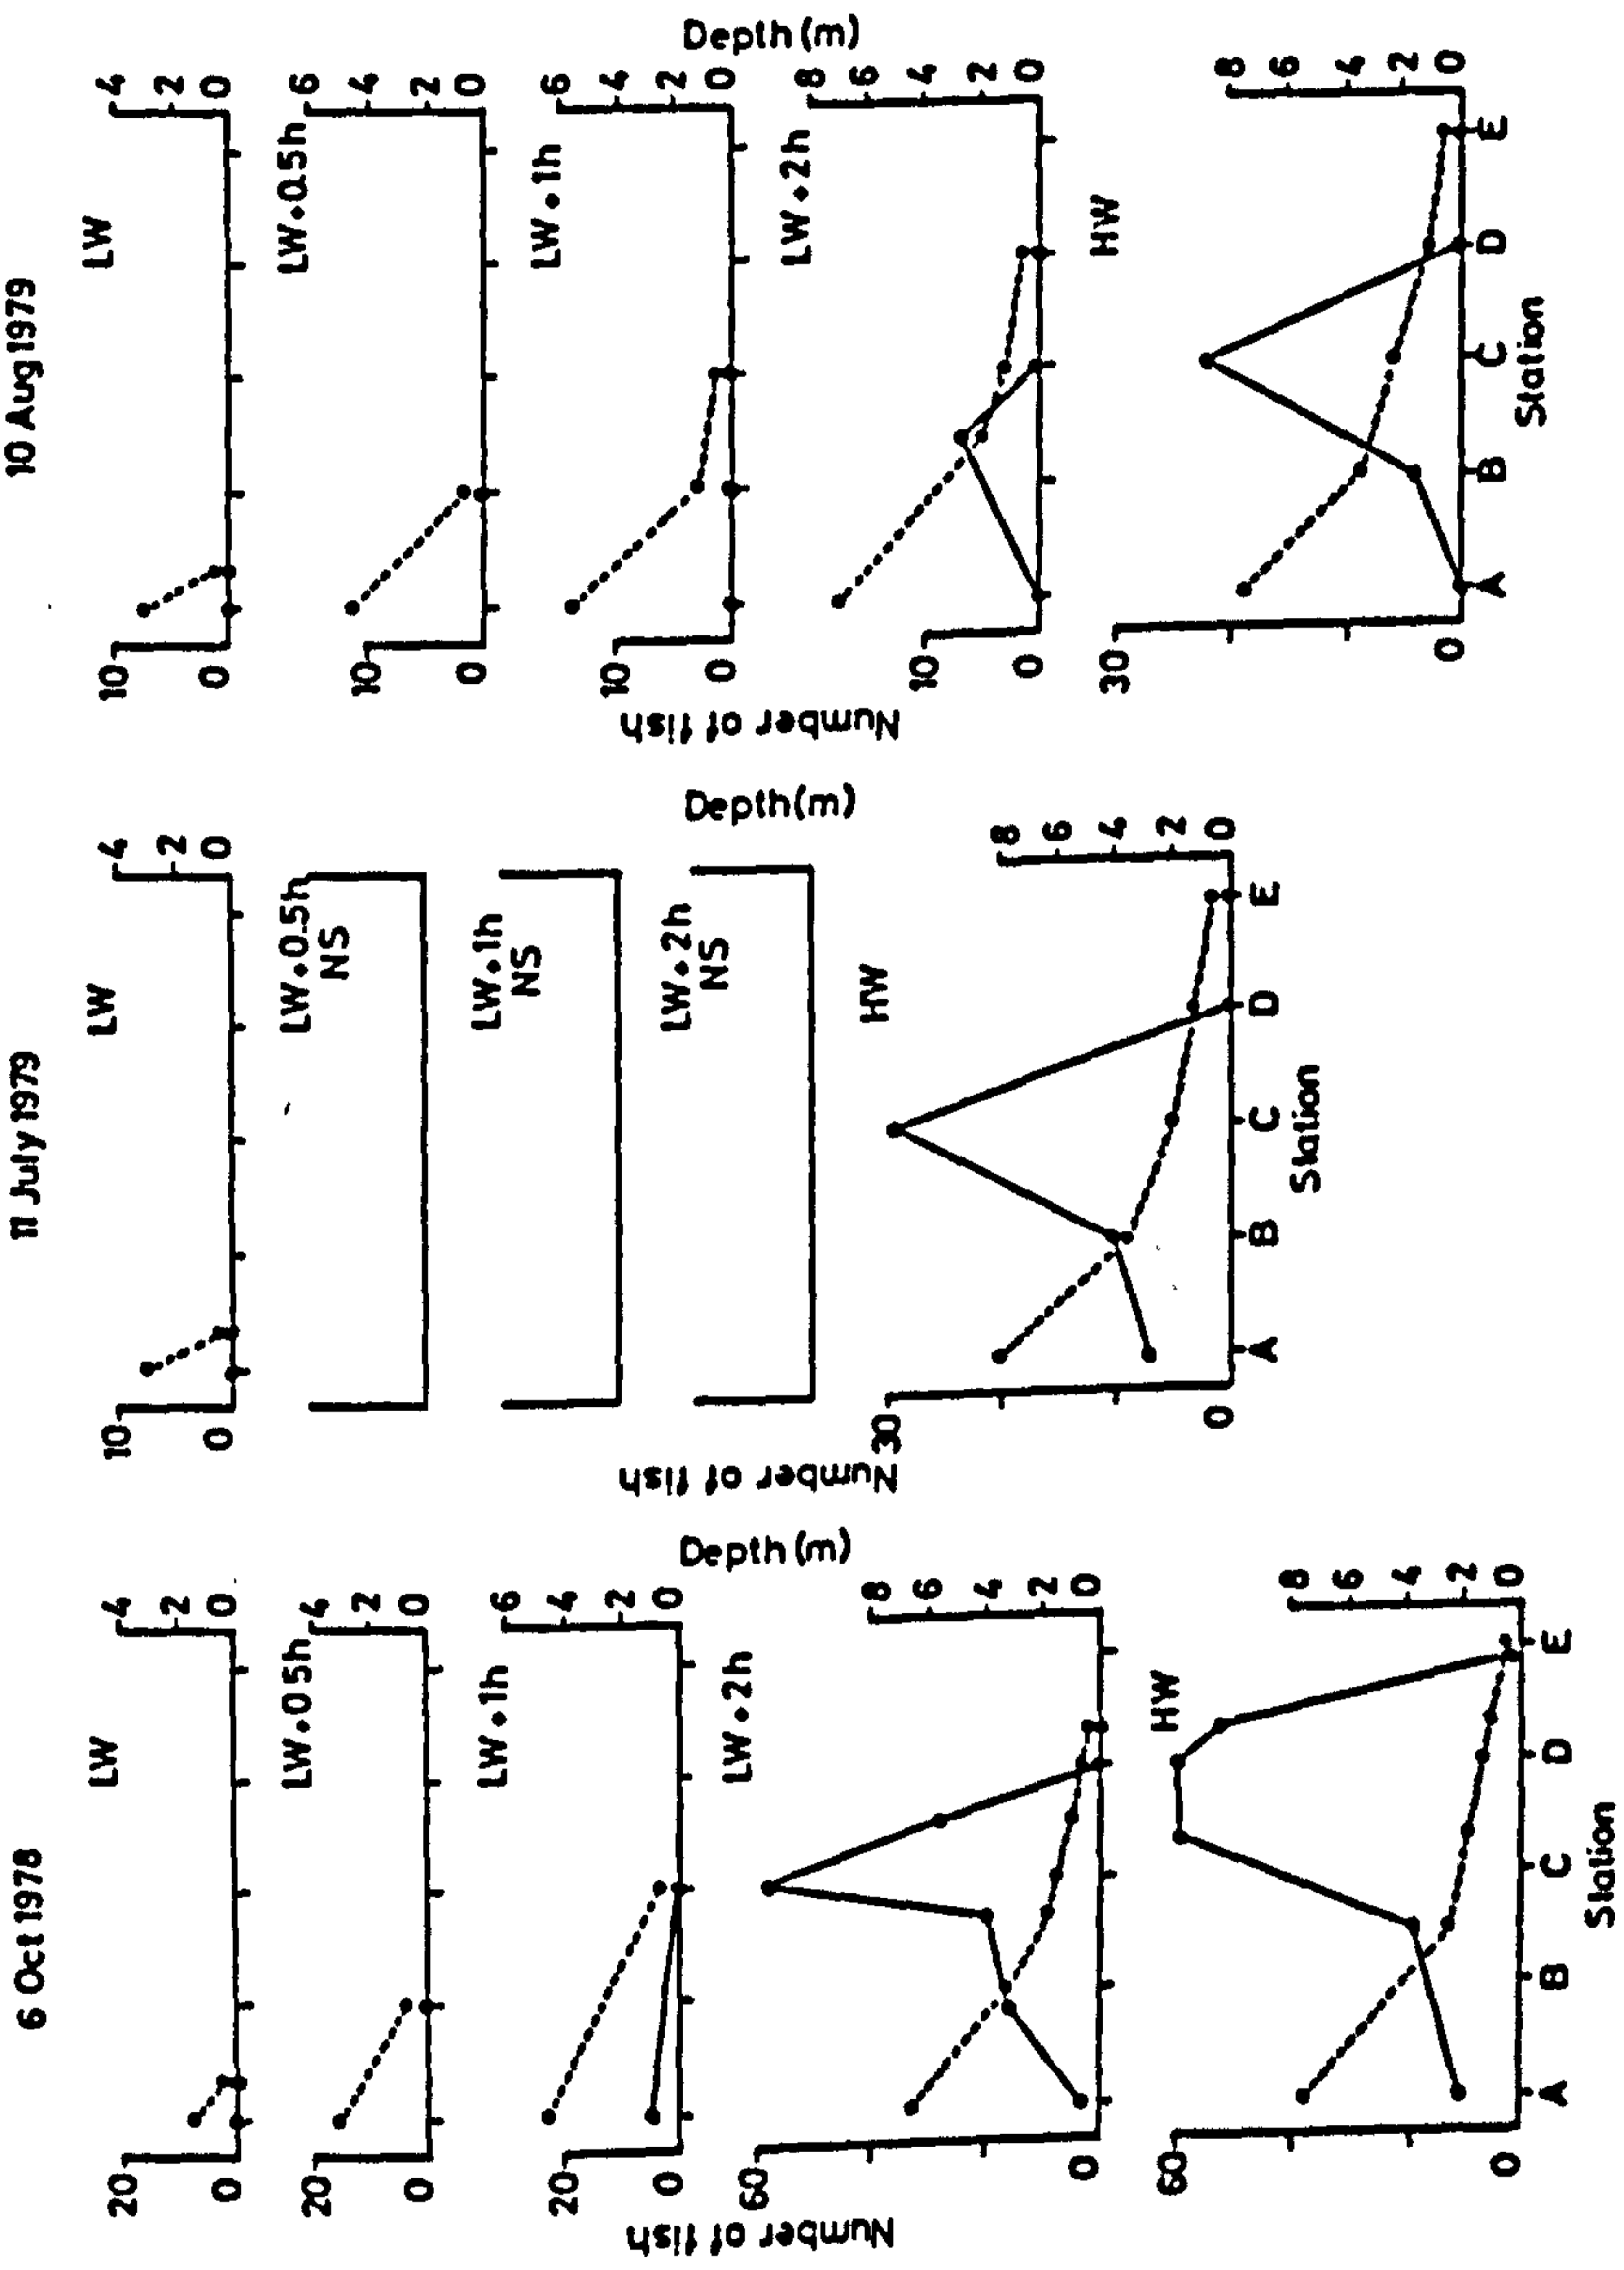 6 Oct 1978
LW
20
0
4
2
0
LW.05h
20
0
4
2
0
LW.1h
20
0
6
4
2
0
LW.2h
60
0
8
6
4
2
0
HW
60
0
8
6
4
2
0
A B C D E
Station
Number of fish
Depth (m)
11 July 1979
LW
10
0
4
2
0
LW.0.5h
NS
LW.1h
NS
LW.2h
NS
HW
30
0
8
6
4
2
0
A B C D E
Station
Number of fish
Depth (m)
10 Aug 1979
LW
10
0
4
2
0
LW.0.5h
10
0
6
4
2
0
LW.1h
10
0
6
4
2
0
LW.2h
10
0
8
6
4
2
0
HW
30
0
8
6
4
2
0
A B C D E
Station
Number of fish
Depth (m)